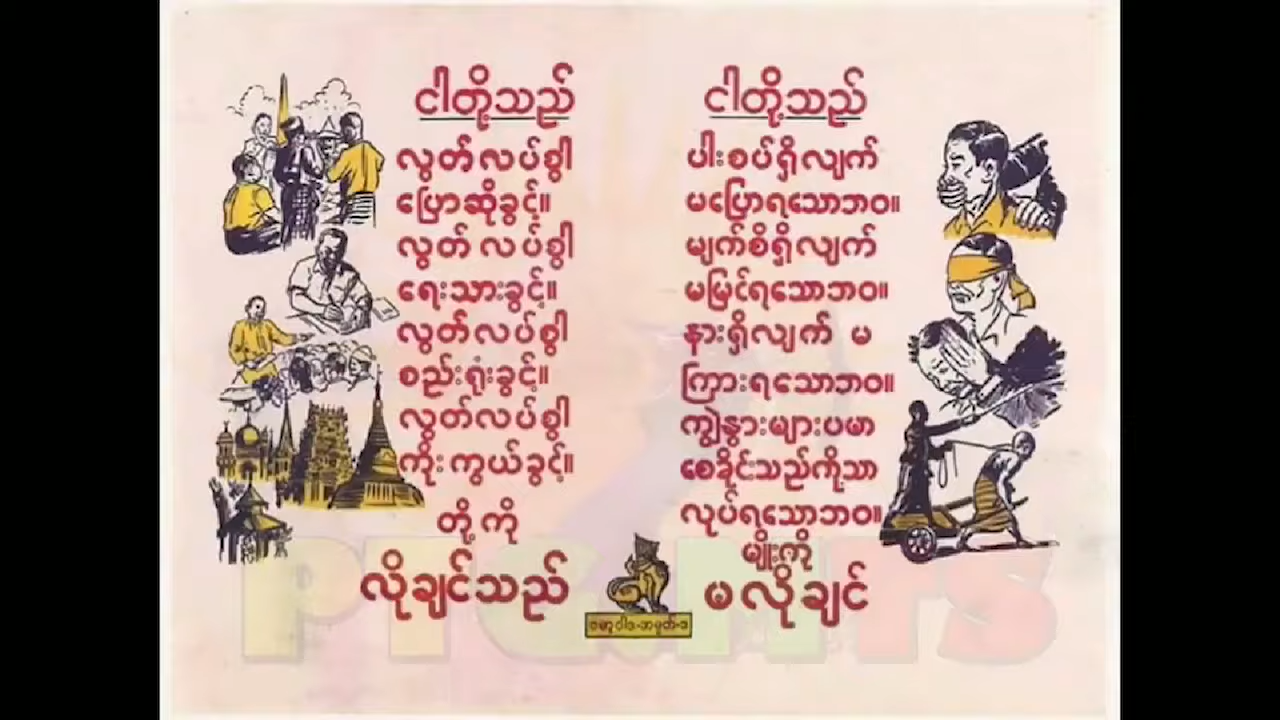 ငါတို့သည်
လွတ်လပ်စွါ
ပြောဆိုခွင့်။
လွတ် လပ်စွါ
ရေးသားခွင့်။
လွတ်လပ်စွါ
စည်းရုံးခွင့်။
လွတ်လပ်စွါ
ကိုးကွယ်ခွင့်။
တို့ကို
လိုချင်သည်
ငါတို့သည်
ပါးစပ်ရှိလျက်
မပြောရသောဘဝ။
မျက်စိရှိလျက်
မမြင်ရသောဘဝ။
နားရှိလျက် မ
ကြားရသောဘဝ။
ကျွဲနွားများပမာ
စေခိုင်းသည်ကိုသာ
လုပ်ရသောဘဝ။
မျိုးကို
မလိုချင်